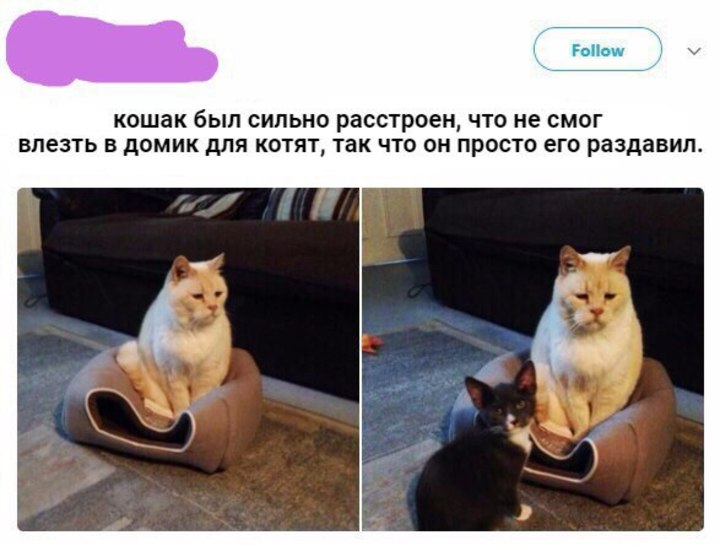 Follow
кошак был сильно расстроен, что не смог
влезть в домик для котят, так что он просто его раздавил.